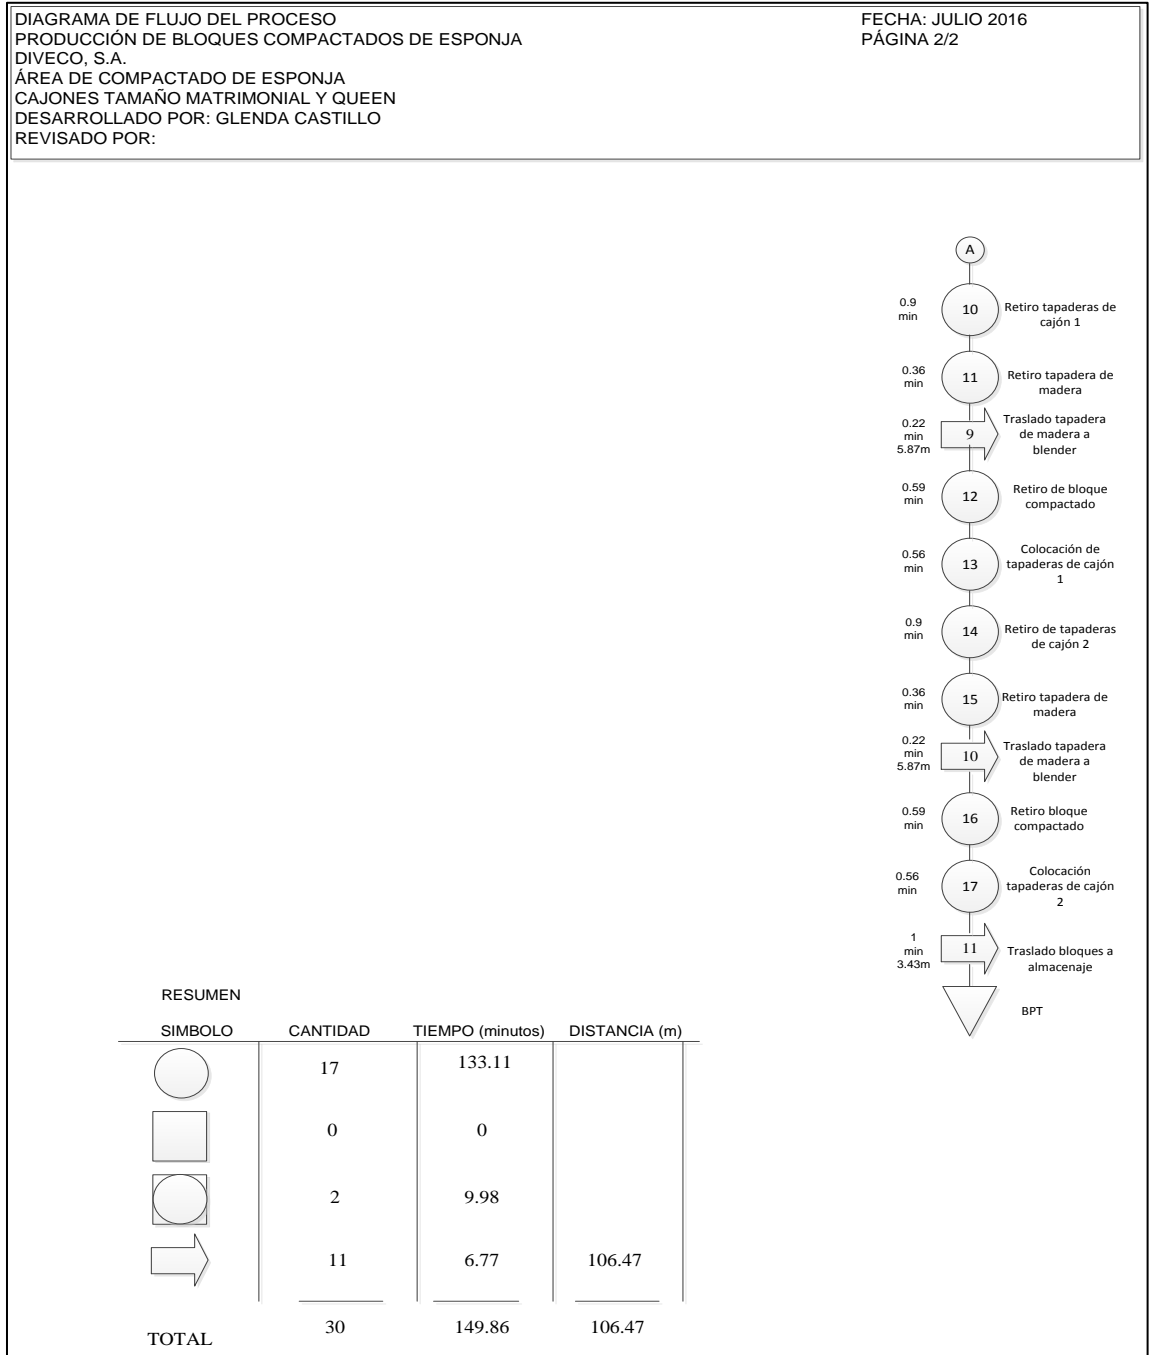 DIAGRAMA DE FLUJO DEL PROCESO
FECHA: JULIO 2016
PRODUCCIÓN DE BLOQUES COMPACTADOS DE ESPONJA
PÁGINA 2/2
DIVECO, S.A.
ÁREA DE COMPACTADO DE ESPONJA
CAJONES TAMAÑO MATRIMONIAL Y QUEEN
DESARROLLADO POR: GLENDA CASTILLO
REVISADO POR:
A
0.9
min
10
Retiro tapaderas de
cajón 1
0.36
min
11
Retiro tapadera de
madera
0.22
min
5.87m
9
Traslado tapadera
de madera a
blender
0.59
min
12
Retiro de bloque
compactado
0.56
min
13
Colocación de
tapaderas de cajón
1
0.9
min
14
Retiro de tapaderas
de cajón 2
0.36
min
15
Retiro tapadera de
madera
0.22
min
5.87m
10
Traslado tapadera
de madera a
blender
0.59
min
16
Retiro bloque
compactado
0.56
min
17
Colocación
tapaderas de cajón
2
1
min
3.43m
11
Traslado bloques a
almacenaje
BPT
RESUMEN
SIMBOLO CANTIDAD TIEMPO (minutos) DISTANCIA (m)
17 133.11
0 0
2 9.98
11 6.77 106.47
TOTAL 30 149.86 106.47